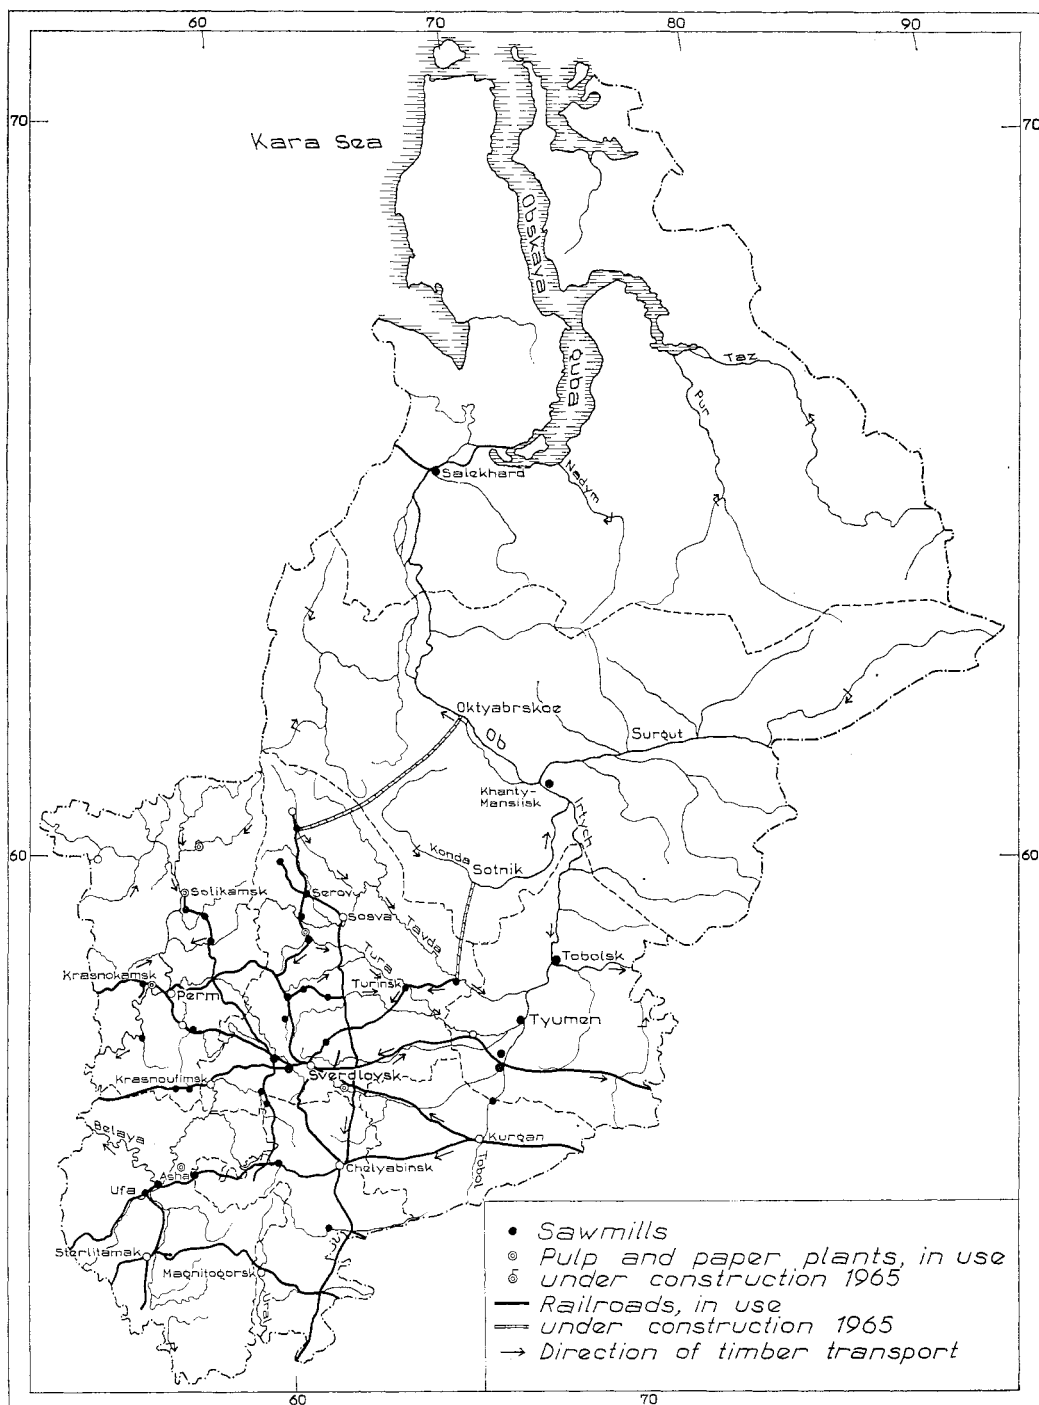 60 70 80 90
70 70
Kara Sea
Obskaya
Guba
Taz
Pur
Salekhard
Nadym
Oktyabrskoe
Ob
Surgut
Khanty-
Mansiisk
Irtych
60 60
Konda
Sotnik
Solikamsk
Serov
Sosva
Tavda
Tura
Tobolsk
Krasnokamsk
Turinsk
Perm
Tyumen
Sverdlovsk
Krasnoufimsk
Belaya
Kurgan
Asha
Chelyabinsk
Tobol
Ufa
Sterlitamak
Magnitogorsk
Ural
Sawmills
Pulp and paper plants, in use
under construction 1965
Railroads, in use
under construction 1965
Direction of timber transport
60 70